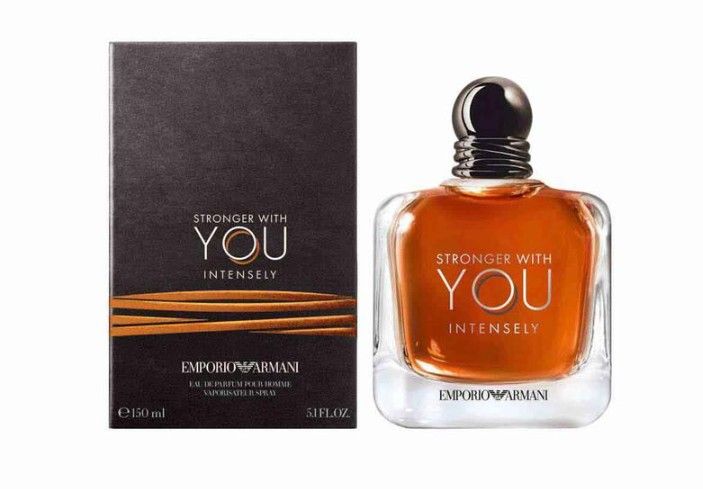 STRONGER WITH
YOU
INTENSELY
EMPORIO ARMANI
EAU DE PARFUM POUR HOMME
VAPORISATEUR SPRAY
℮150 ml 5.1 FL.OZ.
STRONGER WITH
YOU
INTENSELY
EMPORIO ARMANI